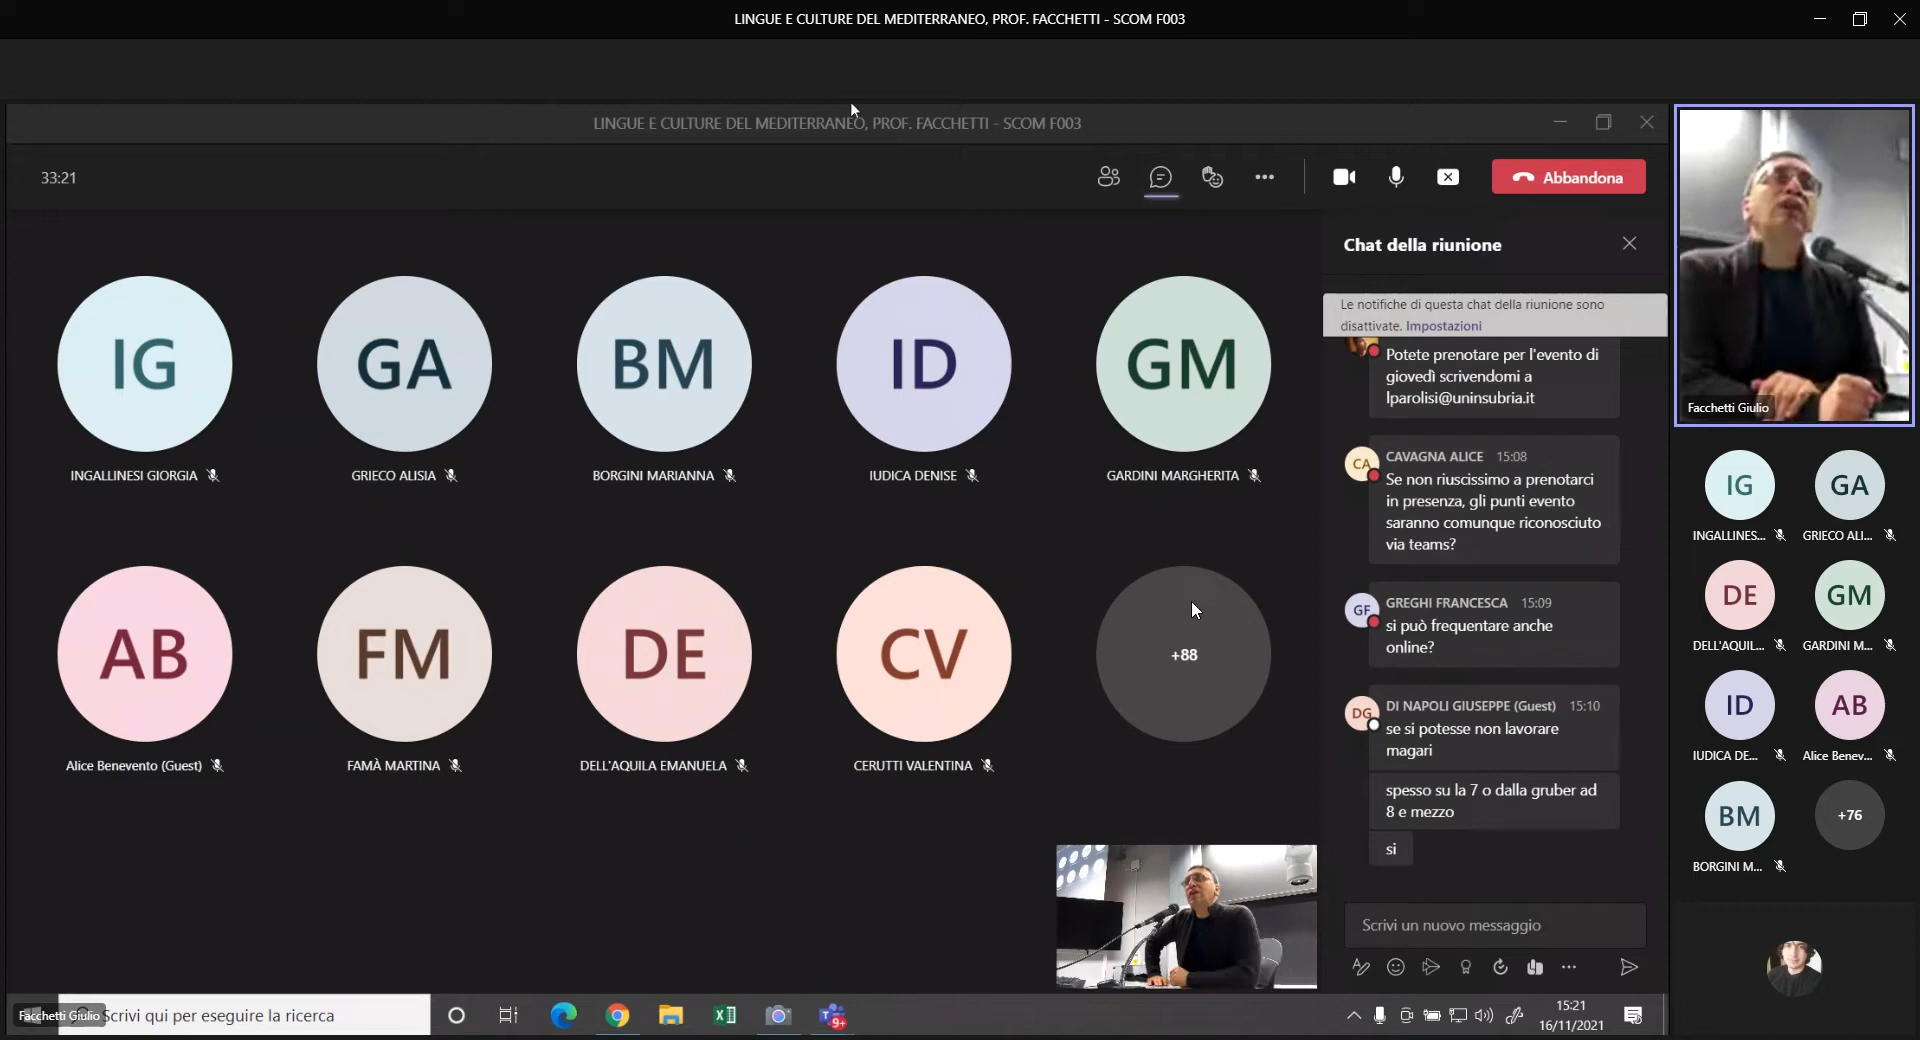 LINGUE E CULTURE DEL MEDITERRANEO, PROF. FACCHETTI - SCOM F003
LINGUE E CULTURE DEL MEDITERRANEO, PROF. FACCHETTI - SCOM F003
33:21
Abbandona
IG
GA
BM
ID
GM
INGALLINESI GIORGIA
GRIECO ALISIA
BORGINI MARIANNA
IUDICA DENISE
GARDINI MARGHERITA
AB
FM
DE
CV
+88
Alice Benevento (Guest)
FAMÀ MARTINA
DELL'AQUILA EMANUELA
CERUTTI VALENTINA
Chat della riunione
Le notifiche di questa chat della riunione sono
disattivate. Impostazioni
Potete prenotare per l'evento di
giovedì scrivendomi a
lparolisi@uninsubria.it
CA
CAVAGNA ALICE 15:08
Se non riuscissimo a prenotarci
in presenza, gli punti evento
saranno comunque riconosciuto
via teams?
GF
GREGHI FRANCESCA 15:09
si può frequentare anche
online?
DG
DI NAPOLI GIUSEPPE (Guest) 15:10
se si potesse non lavorare
magari
spesso su la 7 o dalla gruber ad
8 e mezzo
si
Scrivi un nuovo messaggio
Facchetti Giulio
IG
GA
INGALLINES...
GRIECO ALI...
DE
GM
DELL'AQUIL...
GARDINI M...
ID
AB
IUDICA DE...
Alice Benev...
BM
+76
BORGINI M...
Facchetti Giulio
Scrivi qui per eseguire la ricerca
9+
15:21
16/11/2021